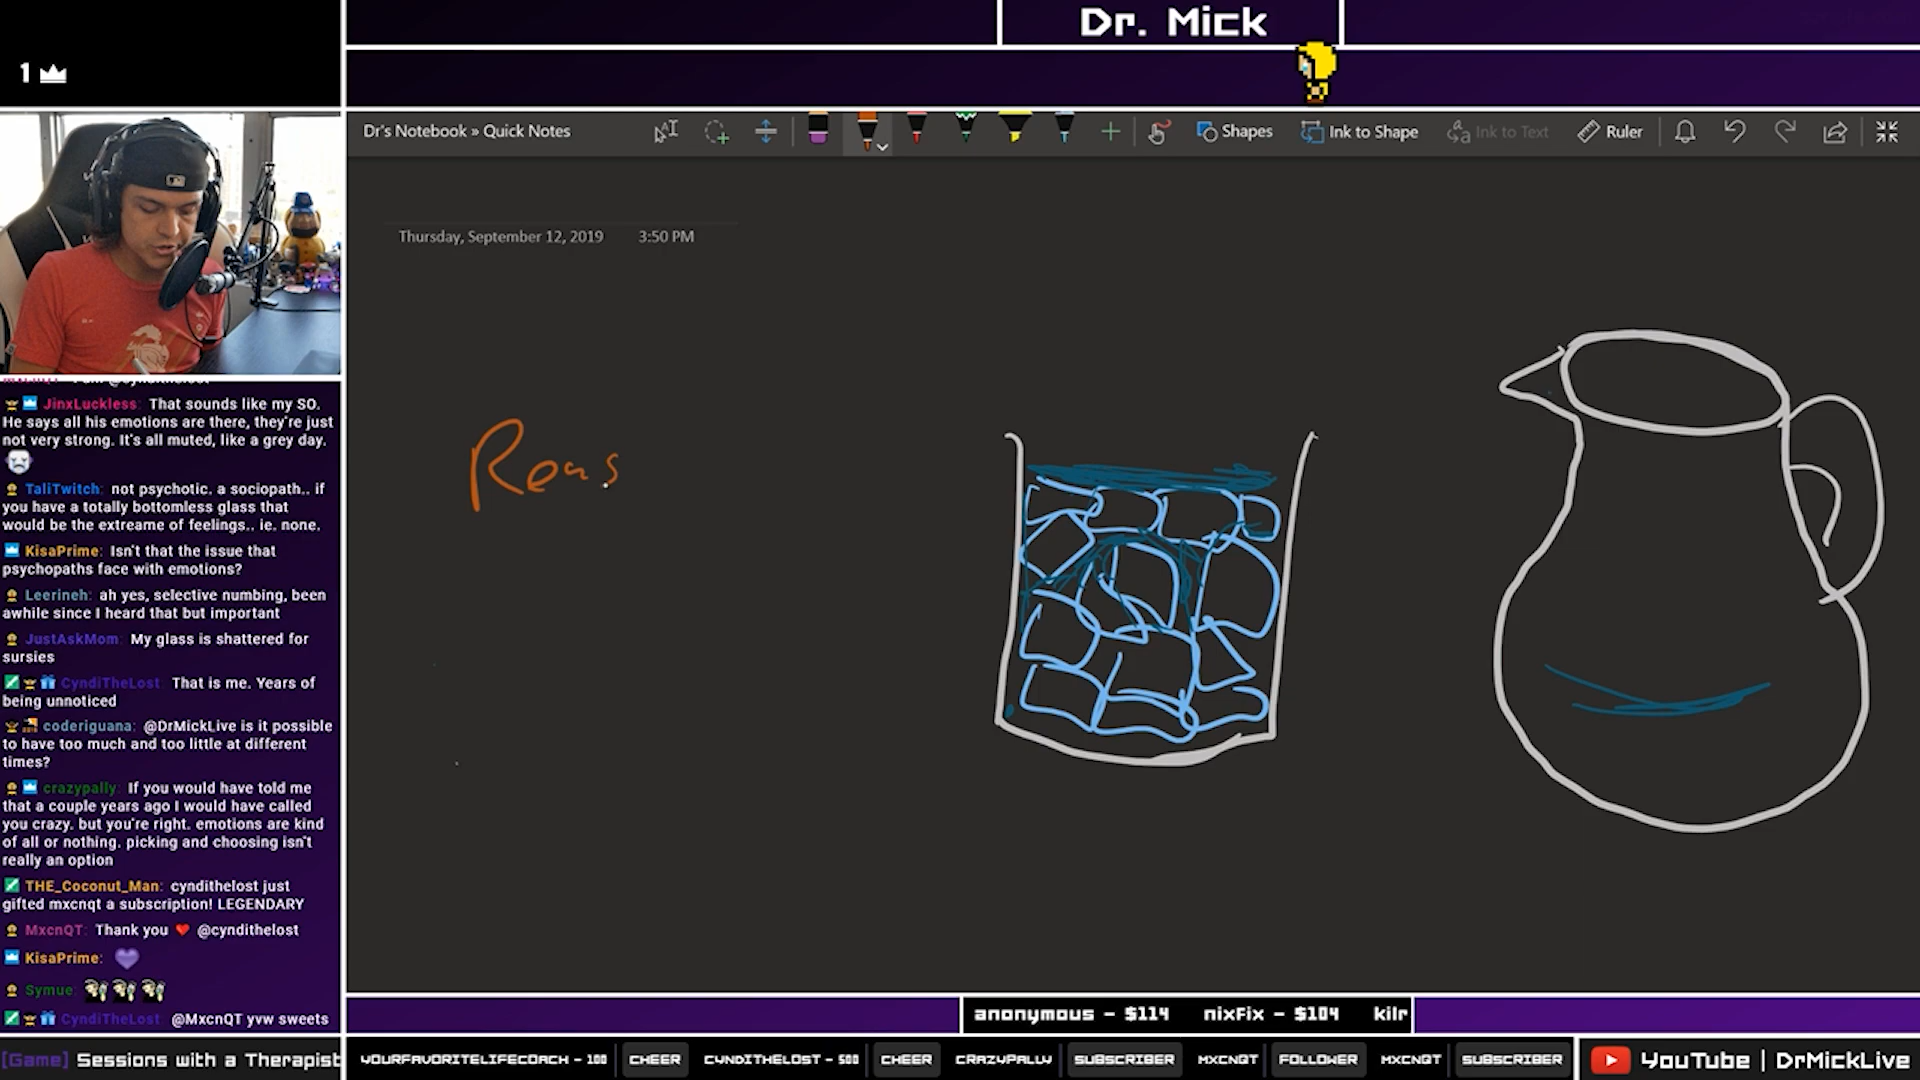 Dr. Mick
1
Dr's Notebook » Quick Notes
Shapes
Ink to Shape
Ink to Text
Ruler
Thursday, September 12, 2019 3:50 PM
Reas
JinxLuckless: That sounds like my SO.
He says all his emotions are there, they're just
not very strong. It's all muted, like a grey day.
TaliTwitch: not psychotic. a sociopath.. if
you have a totally bottomless glass that
would be the extreame of feelings.. ie. none.
KisaPrime: Isn't that the issue that
psychopaths face with emotions?
Leerineh: ah yes, selective numbing, been
awhile since I heard that but important
JustAskMom: My glass is shattered for
sursies
CyndiTheLost: That is me. Years of
being unnoticed
coderiguana: @DrMickLive is it possible
to have too much and too little at different
times?
crazypally: If you would have told me
that a couple years ago I would have called
you crazy. but you're right. emotions are kind
of all or nothing. picking and choosing isn't
really an option
THE_Coconut_Man: cyndithelost just
gifted mxcnqt a subscription! LEGENDARY
MxcnQT: Thank you @cyndithelost
KisaPrime:
Symue:
CyndiTheLost: @MxcnQT yvw sweets
anonymous - $114 nixFix - $104 kilr
[Game] Sessions with a Therapist
YOURFAVORITELIFECOACH - 100 CHEER CYNDITHELOST - 500 CHEER CRAZYPALLY SUBSCRIBER MXCNQT FOLLOWER MXCNQT SUBSCRIBER
YouTube | DrMickLive